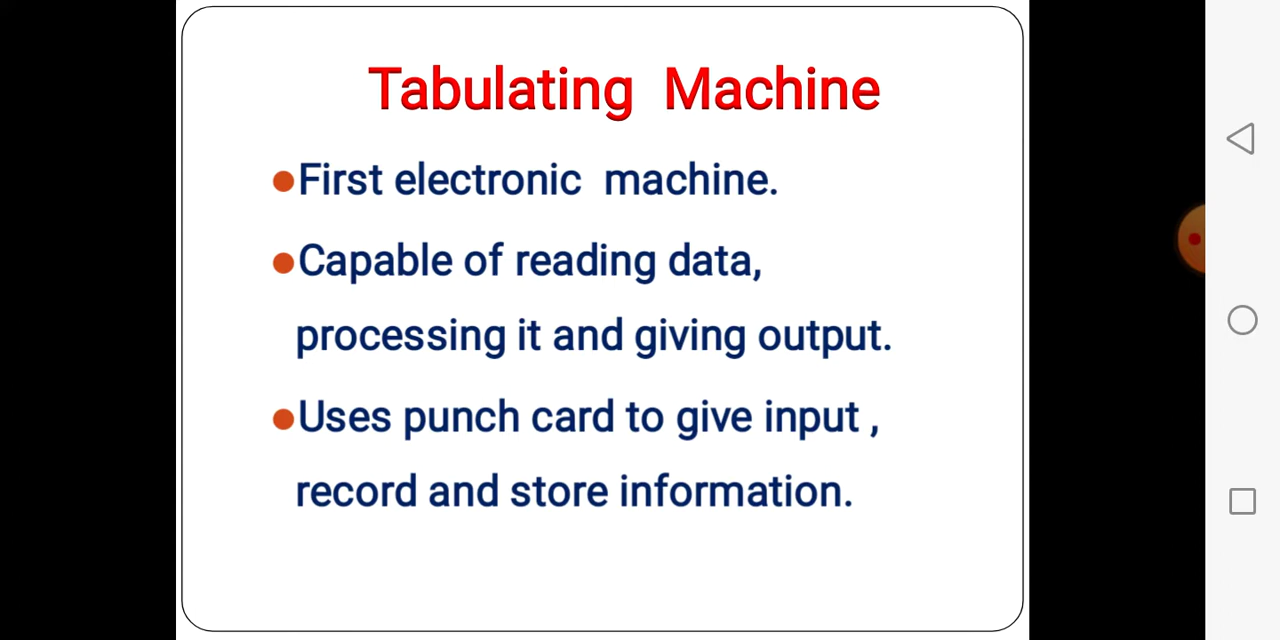 Tabulating Machine
●First electronic machine.
●Capable of reading data,
processing it and giving output.
●Uses punch card to give input ,
record and store information.